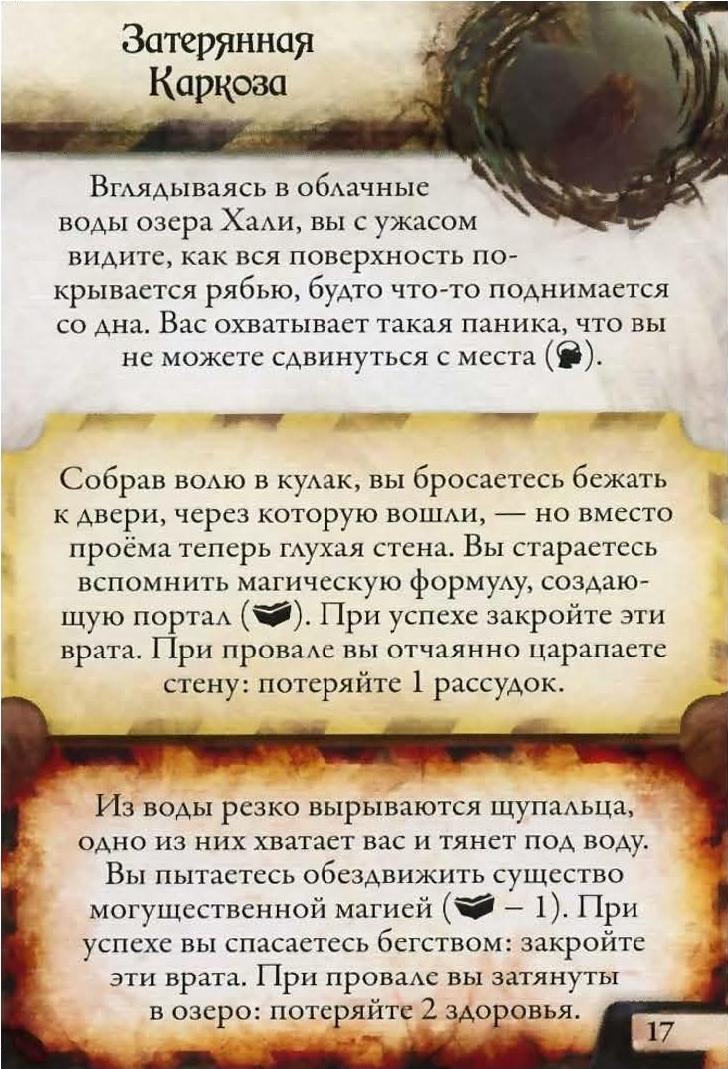 Затерянная
Каркоза
Вглядываясь в облачные
воды озера Хали, вы с ужасом
видите, как вся поверхность по-
крывается рябью, будто что-то поднимается
со дна. Вас охватывает такая паника, что вы
не можете сдвинуться с места ( ).
Собрав волю в кулак, вы бросаетесь бежать
к двери, через которую вошли, — но вместо
проёма теперь глухая стена. Вы стараетесь
вспомнить магическую формулу, создаю-
щую портал ( ). При успехе закройте эти
врата. При провале вы отчаянно царапаете
стену: потеряйте 1 рассудок.
Из воды резко вырываются щупальца,
одно из них хватает вас и тянет под воду.
Вы пытаетесь обездвижить существо
могущественной магией ( – 1). При
успехе вы спасаетесь бегством: закройте
эти врата. При провале вы затянуты
в озеро: потеряйте 2 здоровья.
17